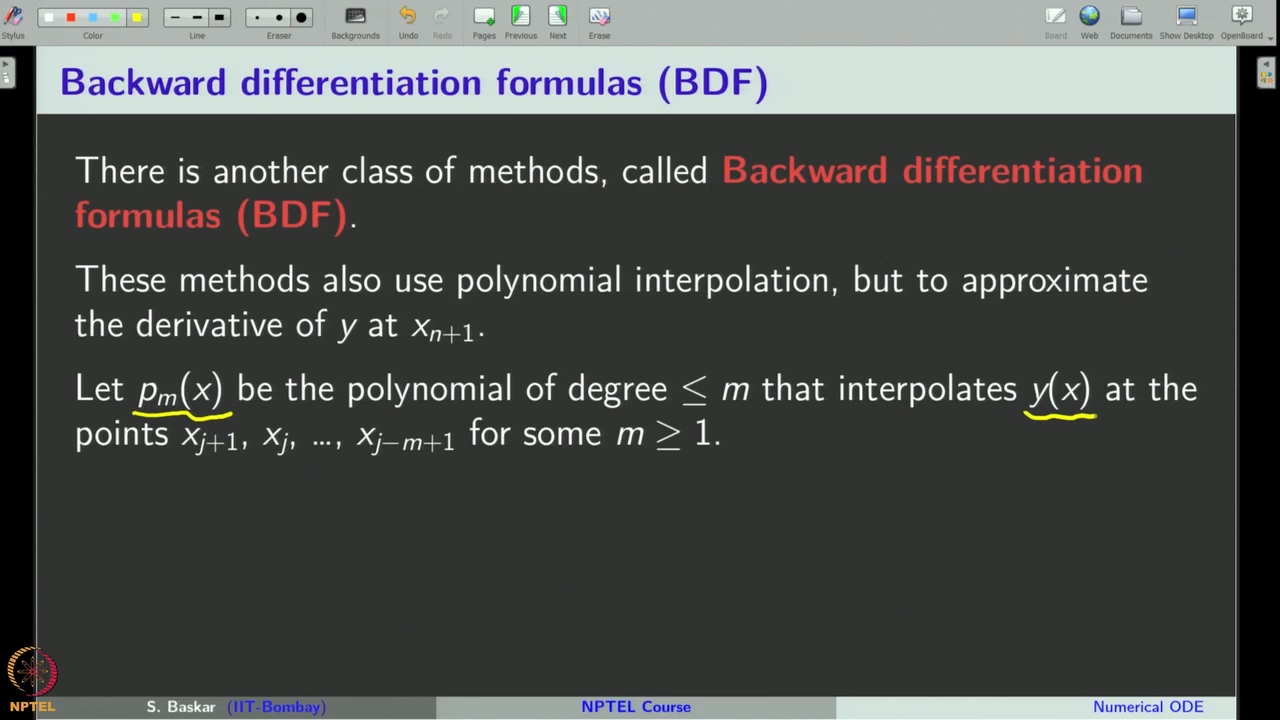 Stylus Color Line Eraser Backgrounds Undo Redo Pages Previous Next Erase Board Web Documents Show Desktop OpenBoard
Backward differentiation formulas (BDF)
There is another class of methods, called Backward differentiation
formulas (BDF).
These methods also use polynomial interpolation, but to approximate
the derivative of y at xₙ₊₁.
Let pₘ(x) be the polynomial of degree ≤ m that interpolates y(x) at the
points xⱼ₊₁, xⱼ, ..., xⱼ₋ₘ₊₁ for some m ≥ 1.
NPTEL
S. Baskar (IIT-Bombay) NPTEL Course Numerical ODE